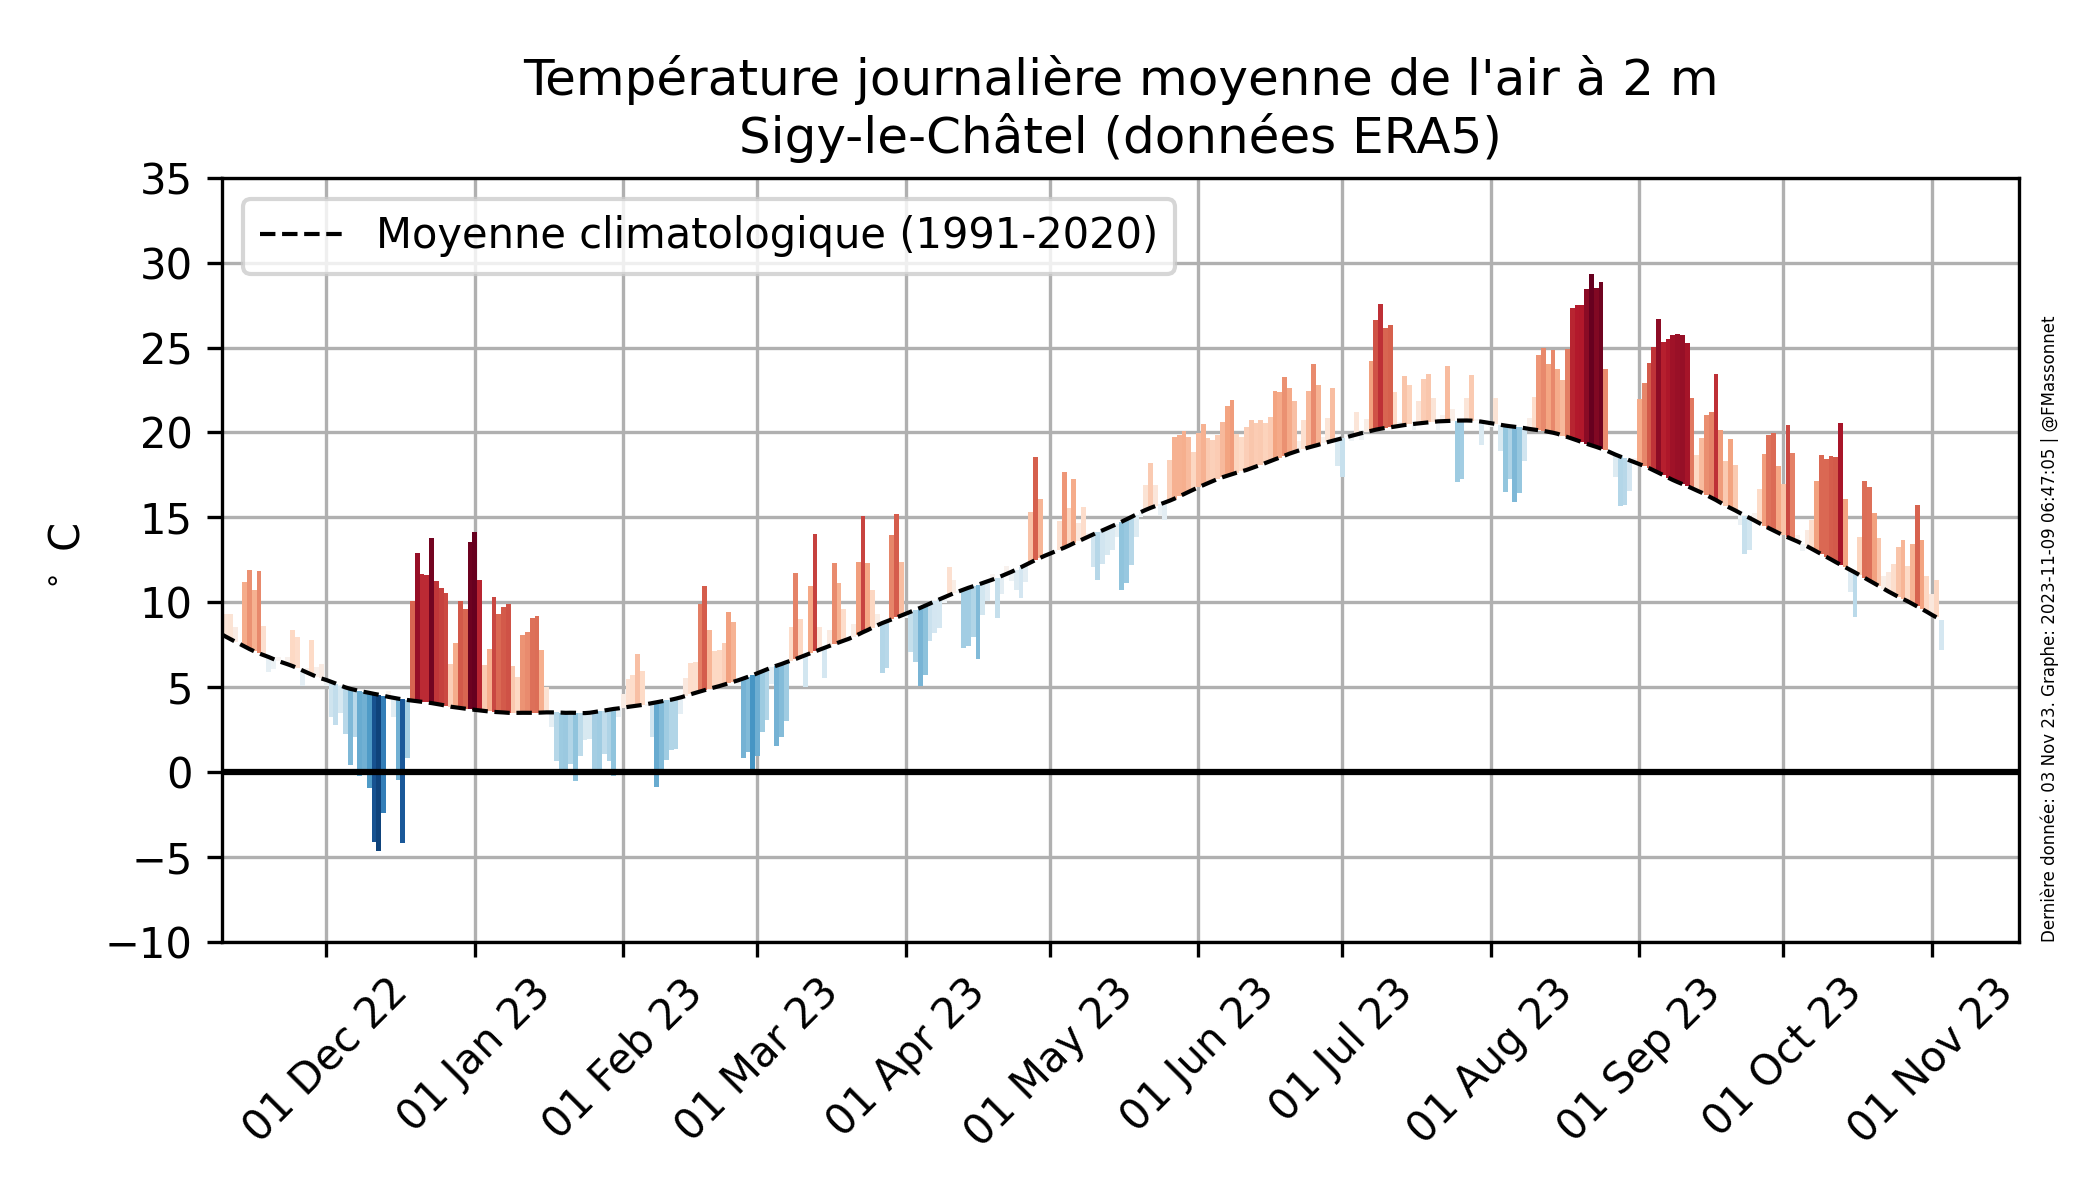 Température journalière moyenne de l'air à 2 m
Sigy-le-Châtel (données ERA5)
Moyenne climatologique (1991-2020)
° C
35
30
25
20
15
10
5
0
−5
−10
01 Dec 22
01 Jan 23
01 Feb 23
01 Mar 23
01 Apr 23
01 May 23
01 Jun 23
01 Jul 23
01 Aug 23
01 Sep 23
01 Oct 23
01 Nov 23
Dernière donnée: 03 Nov 23. Graphe: 2023-11-09 06:47:05 | @FMassonnet